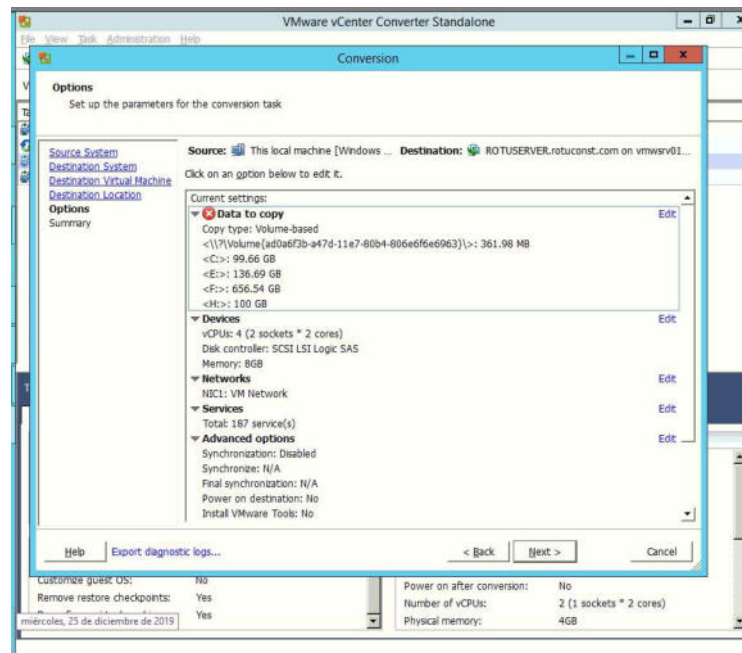 VMware vCenter Converter Standalone
File View Task Administration Help
Conversion
Options
Set up the parameters for the conversion task
Source System
Destination System
Destination Virtual Machine
Destination Location
Options
Summary
Source: This local machine [Windows ... Destination: ROTUSERVER.rotuconst.com on vmwsrv01...
Click on an option below to edit it.
Current settings:
Data to copy Edit
Copy type: Volume-based
<\\?\Volume{ad0a6f3b-a47d-11e7-80b4-806e6f6e6963}\>: 361.98 MB
<C:>: 99.66 GB
<E:>: 136.69 GB
<F:>: 656.54 GB
<H:>: 100 GB
Devices Edit
vCPUs: 4 (2 sockets * 2 cores)
Disk controller: SCSI LSI Logic SAS
Memory: 8GB
Networks Edit
NIC1: VM Network
Services Edit
Total: 187 service(s)
Advanced options Edit
Synchronization: Disabled
Synchronize: N/A
Final synchronization: N/A
Power on destination: No
Install VMware Tools: No
Help Export diagnostic logs... < Back Next > Cancel
Customize guest OS: No
Remove restore checkpoints: Yes
Yes
miércoles, 25 de diciembre de 2019
Power on after conversion: No
Number of vCPUs: 2 (1 sockets * 2 cores)
Physical memory: 4GB